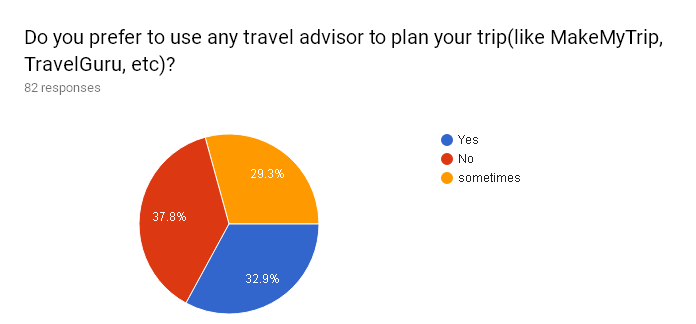 Do you prefer to use any travel advisor to plan your trip(like MakeMyTrip,
TravelGuru, etc)?
82 responses
Yes
No
sometimes
29.3%
37.8%
32.9%